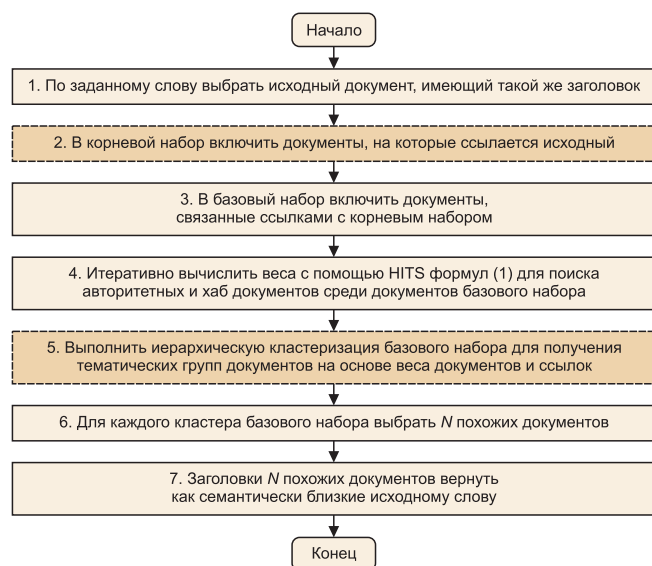 Начало
1. По заданному слову выбрать исходный документ, имеющий такой же заголовок
2. В корневой набор включить документы, на которые ссылается исходный
3. В базовый набор включить документы,
связанные ссылками с корневым набором
4. Итеративно вычислить веса с помощью HITS формул (1) для поиска
авторитетных и хаб документов среди документов базового набора
5. Выполнить иерархическую кластеризация базового набора для получения
тематических групп документов на основе веса документов и ссылок
6. Для каждого кластера базового набора выбрать N похожих документов
7. Заголовки N похожих документов вернуть
как семантически близкие исходному слову
Конец